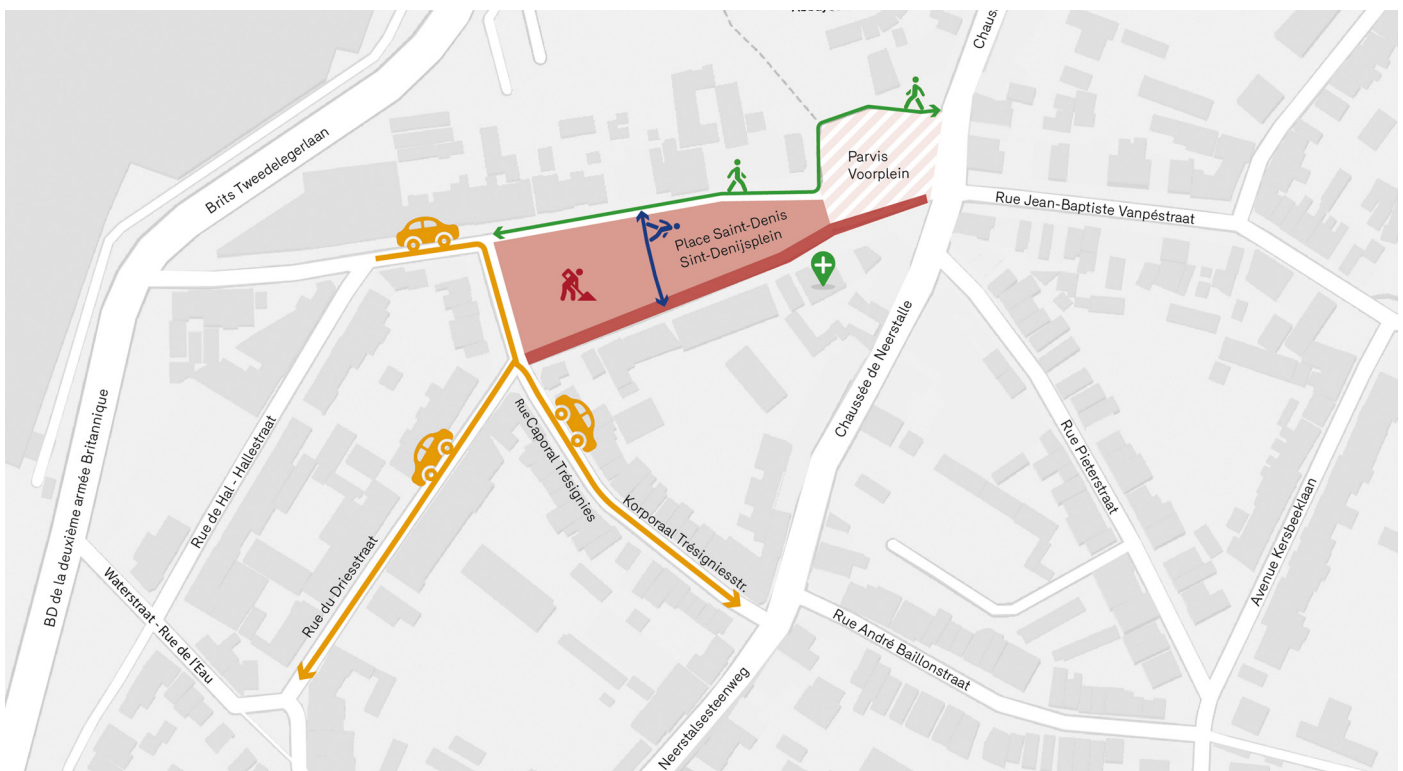 Chaus
Brits Tweedelegerlaan
Parvis
Voorplein
Rue Jean-Baptiste Vanpéstraat
Place Saint-Denis
Sint-Denijsplein
Chaussée de Neerstalle
BD de la deuxième armée Britannique
Rue de Hal - Hallestraat
Rue Caporal Trésignies
Korporaal Trésigniesstr.
Rue Pieterstraat
Avenue Kersbeeklaan
Rue du Driesstraat
Waterstraat - Rue de l'Eau
Rue André Baillonstraat
Neerstalsesteenweg